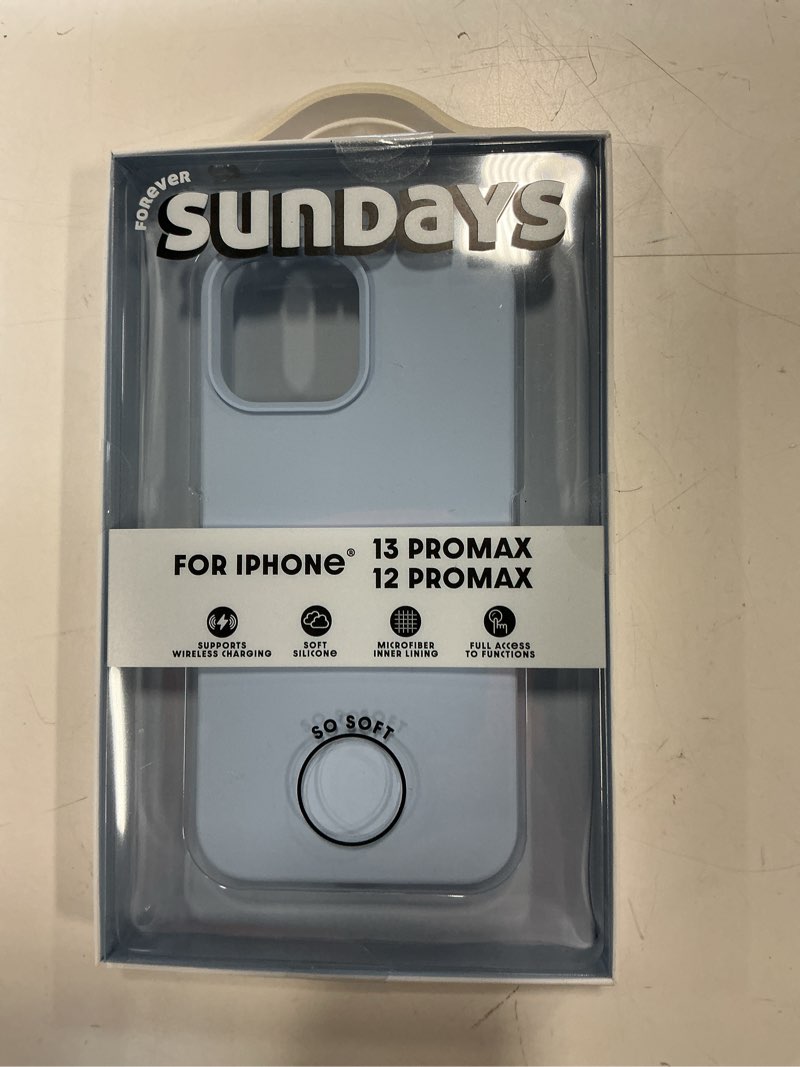 FOREVER
SUNDAYS
FOR IPHONE® 13 PROMAX
12 PROMAX
SUPPORTS
WIRELESS CHARGING
SOFT
SILICONE
MICROFIBER
INNER LINING
FULL ACCESS
TO FUNCTIONS
SO SOFT